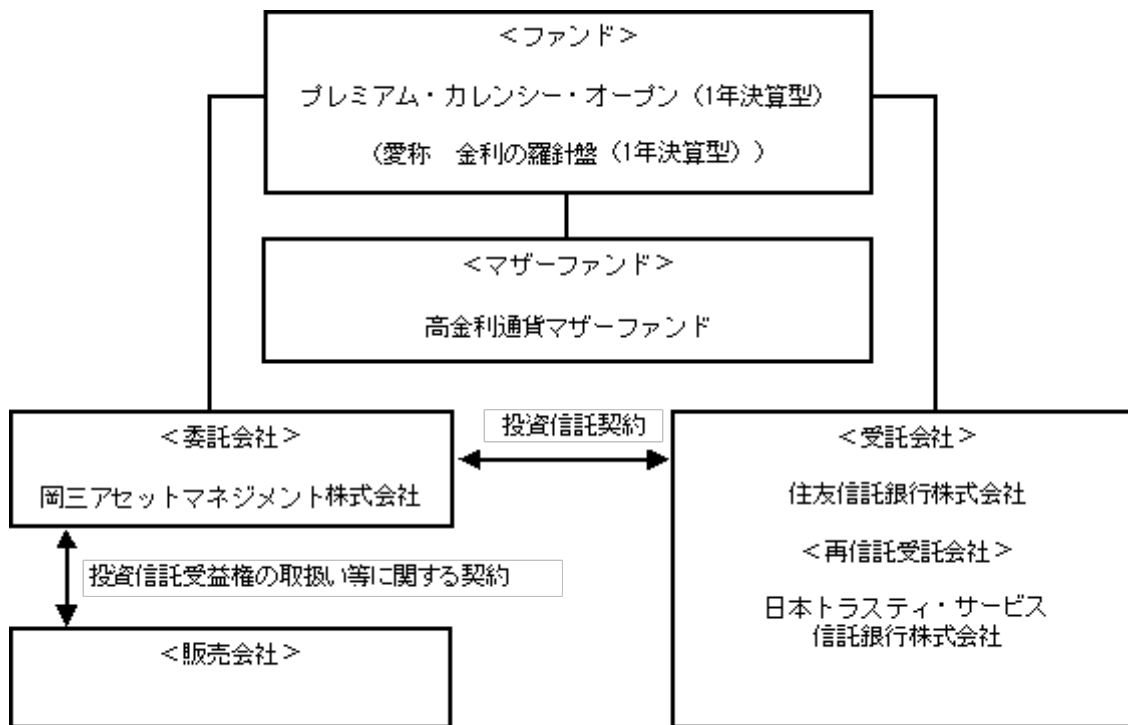 ＜ファンド＞
プレミアム・カレンシー・オープン（1年決算型）
（愛称　金利の羅針盤（1年決算型））
＜マザーファンド＞
高金利通貨マザーファンド
＜委託会社＞
岡三アセットマネジメント株式会社
投資信託契約
＜受託会社＞
住友信託銀行株式会社
＜再信託受託会社＞
日本トラスティ・サービス
信託銀行株式会社
投資信託受益権の取扱い等に関する契約
＜販売会社＞